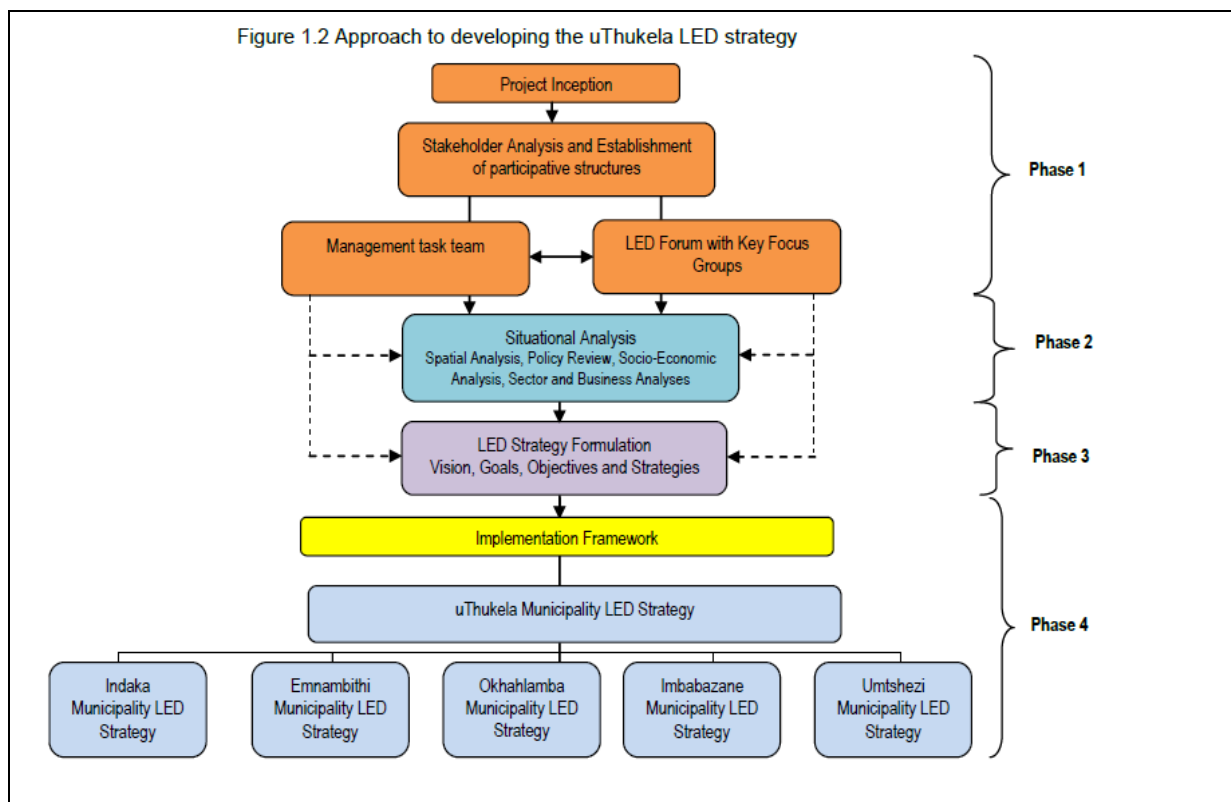 Figure 1.2 Approach to developing the uThukela LED strategy
Project Inception
Stakeholder Analysis and Establishment
of participative structures
Phase 1
Management task team
LED Forum with Key Focus
Groups
Situational Analysis
Spatial Analysis, Policy Review, Socio-Economic
Analysis, Sector and Business Analyses
Phase 2
LED Strategy Formulation
Vision, Goals, Objectives and Strategies
Phase 3
Implementation Framework
uThukela Municipality LED Strategy
Phase 4
Indaka
Municipality LED
Strategy
Emnambithi
Municipality LED
Strategy
Okhahlamba
Municipality LED
Strategy
Imbabazane
Municipality LED
Strategy
Umtshezi
Municipality LED
Strategy